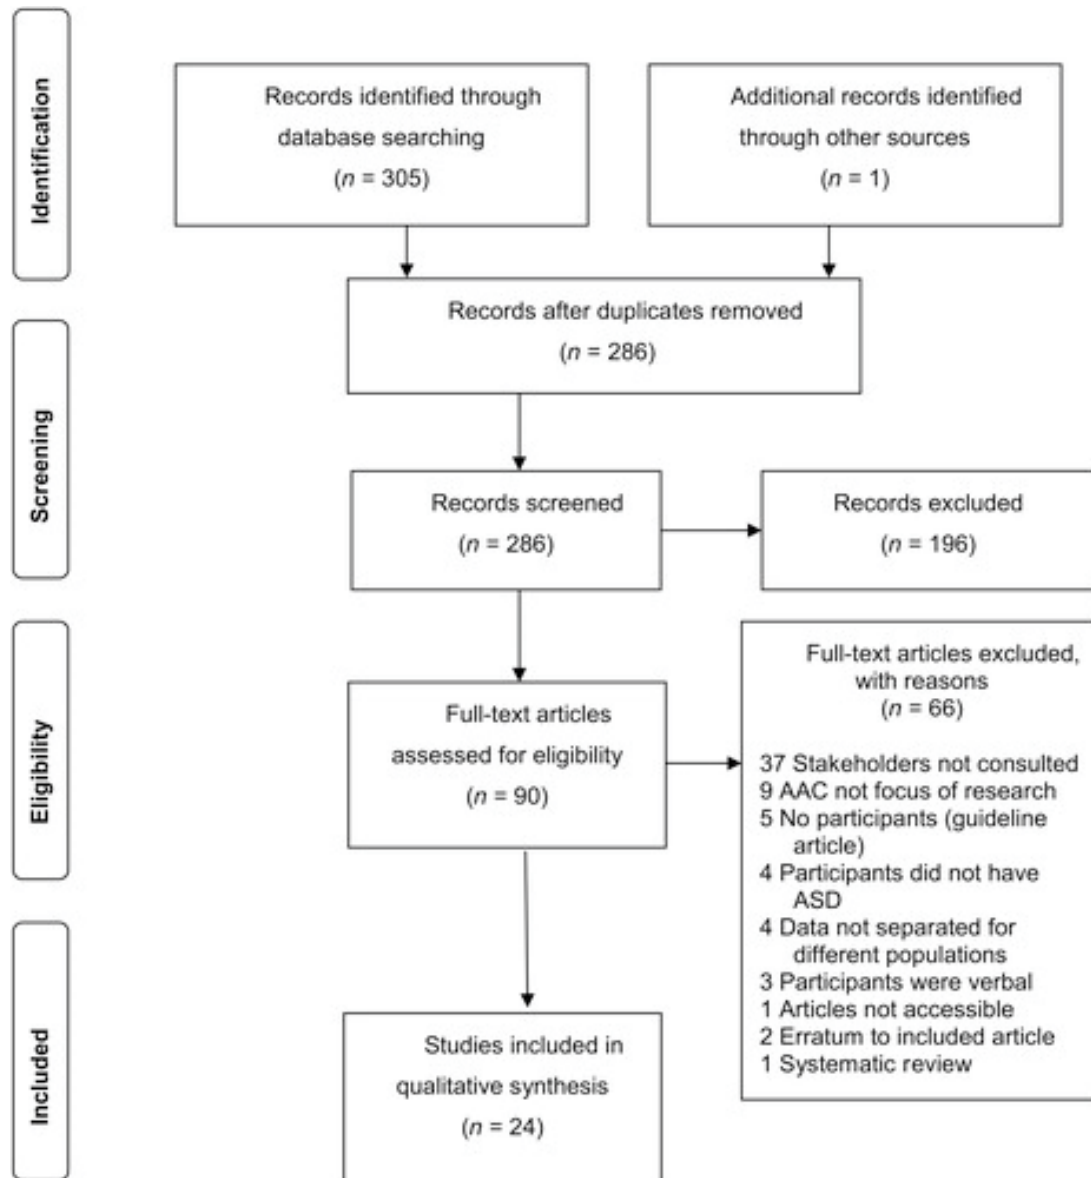 Identification
Records identified through
database searching
(n = 305)
Additional records identified
through other sources
(n = 1)
Records after duplicates removed
(n = 286)
Screening
Records screened
(n = 286)
Records excluded
(n = 196)
Eligibility
Full-text articles
assessed for eligibility
(n = 90)
Full-text articles excluded,
with reasons
(n = 66)
37 Stakeholders not consulted
9 AAC not focus of research
5 No participants (guideline
article)
4 Participants did not have
ASD
4 Data not separated for
different populations
3 Participants were verbal
1 Articles not accessible
2 Erratum to included article
1 Systematic review
Included
Studies included in
qualitative synthesis
(n = 24)